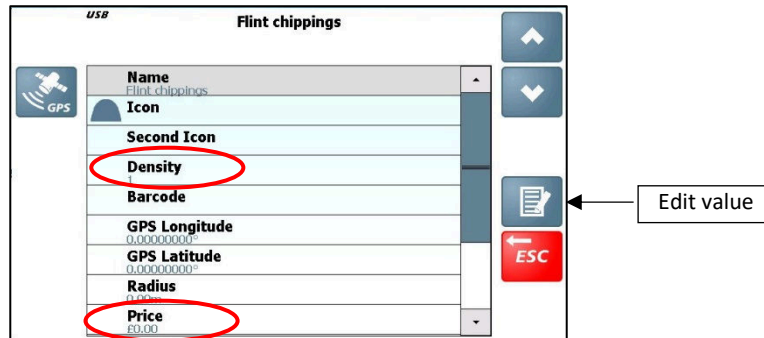 USB
Flint chippings
GPS
Name
Flint chippings
Icon
Second Icon
Density
1
Barcode
GPS Longitude
0.00000000°
GPS Latitude
0.00000000°
Radius
0.00m
Price
£0.00
Edit value
ESC